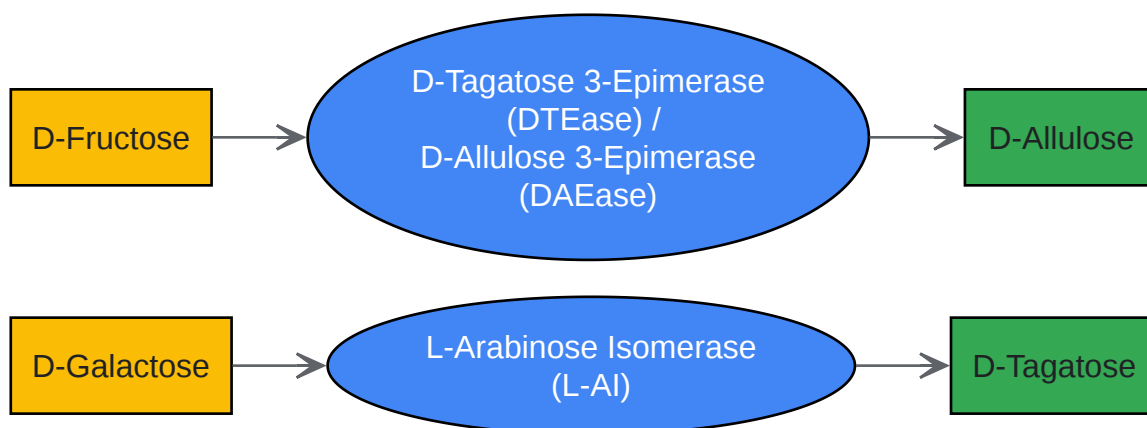 D-Fructose
D-Tagatose 3-Epimerase
(DTEase) /
D-Allulose 3-Epimerase
(DAEase)
D-Allulose
D-Galactose
L-Arabinose Isomerase
(L-AI)
D-Tagatose